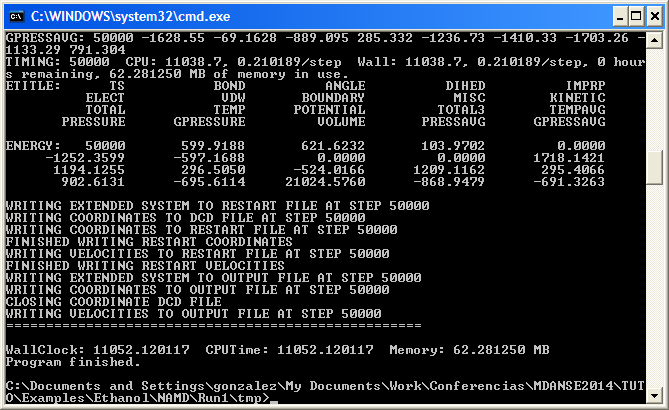 C:\WINDOWS\system32\cmd.exe
GPRESSAVG: 50000 -1628.55 -69.1628 -889.095 285.332 -1236.73 -1410.33 -1703.26 -
1133.29 791.304
TIMING: 50000  CPU: 11038.7, 0.210189/step  Wall: 11038.7, 0.210189/step, 0 hour
s remaining, 62.281250 MB of memory in use.
ETITLE:      TS           BOND          ANGLE          DIHED          IMPRP
ELECT            VDW       BOUNDARY           MISC        KINETIC
TOTAL           TEMP      POTENTIAL         TOTAL3        TEMPAVG
PRESSURE      GPRESSURE         VOLUME       PRESSAVG      GPRESSAVG
ENERGY:   50000       599.9188       621.6232       103.9702         0.0000
-1252.3599      -597.1688         0.0000         0.0000      1718.1421
1194.1255       296.5050      -524.0166      1209.1162       295.4066
902.6131      -695.6114     21024.5760      -868.9479      -691.3263
WRITING EXTENDED SYSTEM TO RESTART FILE AT STEP 50000
WRITING COORDINATES TO DCD FILE AT STEP 50000
WRITING COORDINATES TO RESTART FILE AT STEP 50000
FINISHED WRITING RESTART COORDINATES
WRITING VELOCITIES TO RESTART FILE AT STEP 50000
FINISHED WRITING RESTART VELOCITIES
WRITING EXTENDED SYSTEM TO OUTPUT FILE AT STEP 50000
WRITING COORDINATES TO OUTPUT FILE AT STEP 50000
CLOSING COORDINATE DCD FILE
WRITING VELOCITIES TO OUTPUT FILE AT STEP 50000
====================================================
WallClock: 11052.120117  CPUTime: 11052.120117  Memory: 62.281250 MB
Program finished.
C:\Documents and Settings\gonzalez\My Documents\Work\Conferencias\MDANSE2014\TUT
O\Examples\Ethanol\NAMD\Run1\tmp>_